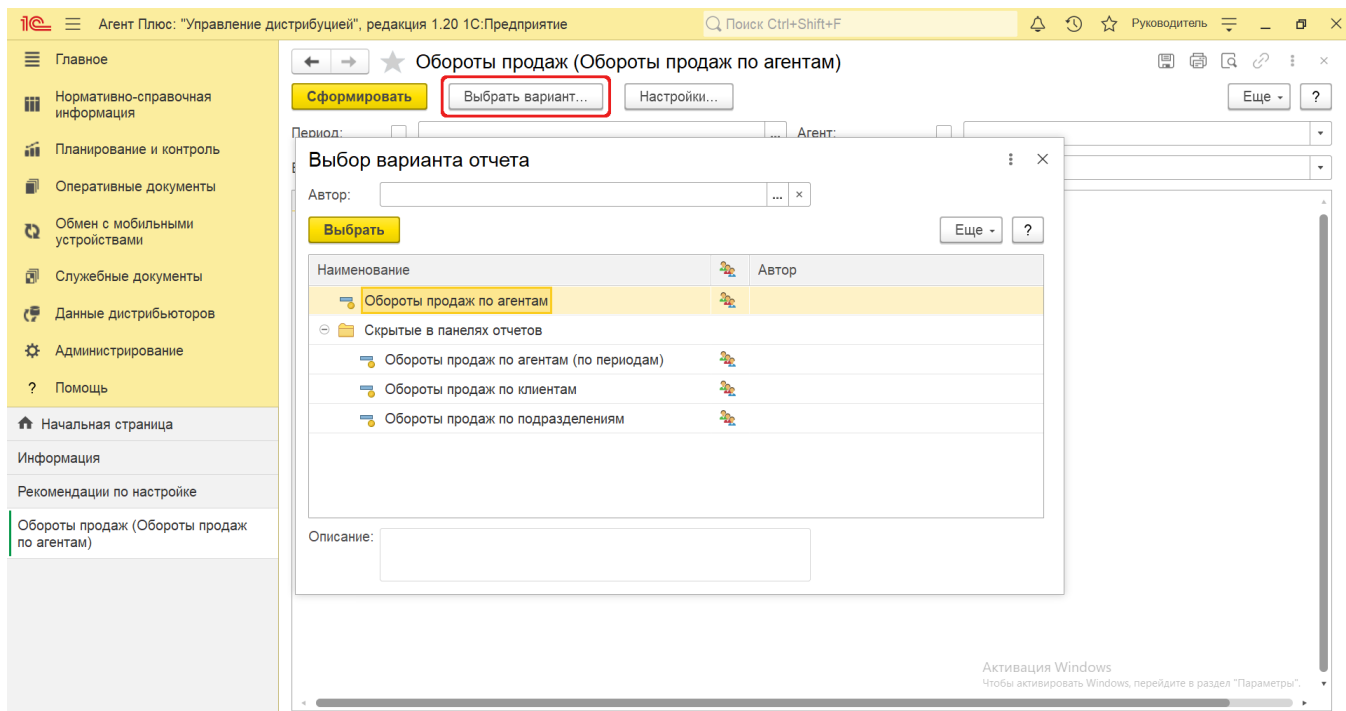 Агент Плюс: "Управление дистрибуцией", редакция 1.20 1С:Предприятие
Поиск Ctrl+Shift+F
Руководитель
Главное
Нормативно-справочная
информация
Планирование и контроль
Оперативные документы
Обмен с мобильными
устройствами
Служебные документы
Данные дистрибьюторов
Администрирование
? Помощь
Начальная страница
Информация
Рекомендации по настройке
Обороты продаж (Обороты продаж
по агентам)
Обороты продаж (Обороты продаж по агентам)
Сформировать
Выбрать вариант...
Настройки...
Еще
?
Период:
...
Агент:
Выбор варианта отчета
Автор:
...
Выбрать
Еще
?
Наименование
Автор
Обороты продаж по агентам
Скрытые в панелях отчетов
Обороты продаж по агентам (по периодам)
Обороты продаж по клиентам
Обороты продаж по подразделениям
Описание:
Активация Windows
Чтобы активировать Windows, перейдите в раздел "Параметры".